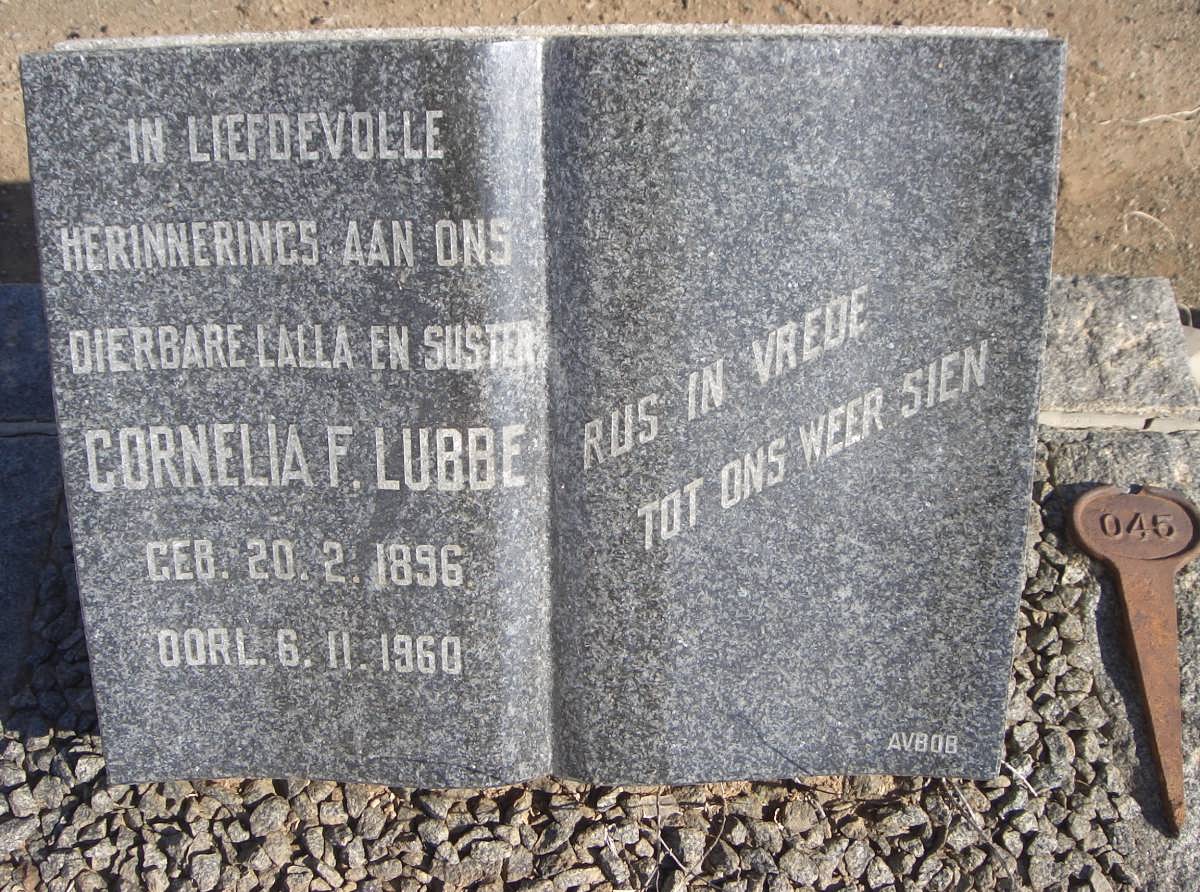 IN LIEFDEVOLLE
HERINNERINGS AAN ONS
DIERBARE LALLA EN SUSTER
CORNELIA F. LUBBE
GEB. 20. 2. 1896
OORL. 6. 11. 1960
RUS IN VREDE
TOT ONS WEER SIEN
AVBOB
045